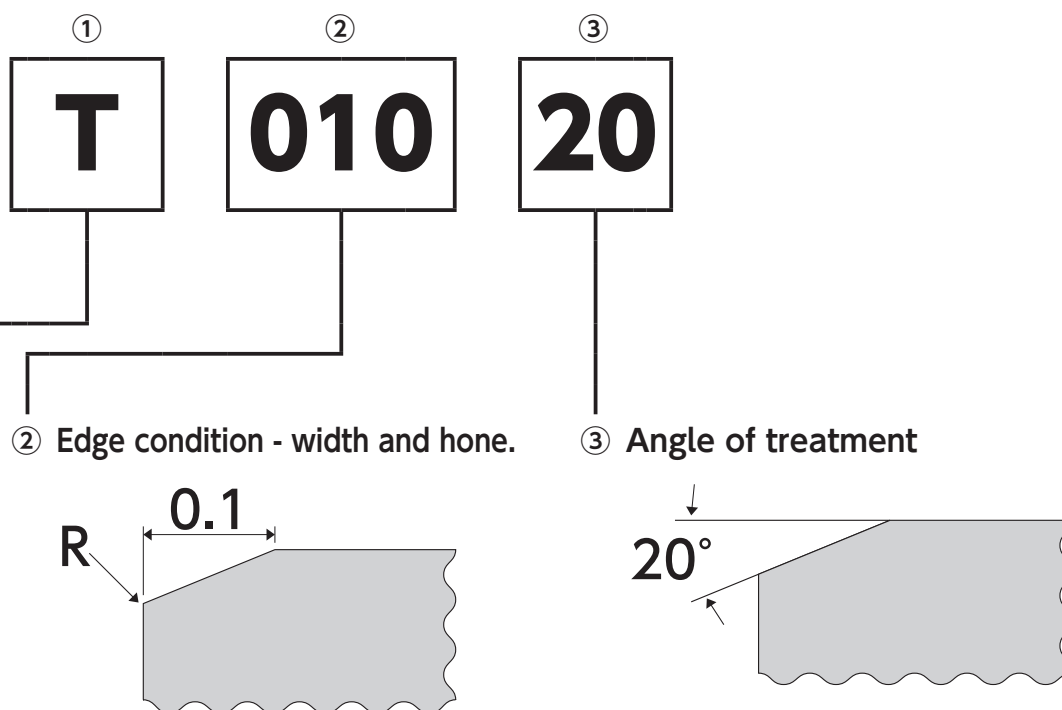 ① ② ③
T 010 20
② Edge condition - width and hone. ③ Angle of treatment
0.1
R
20°